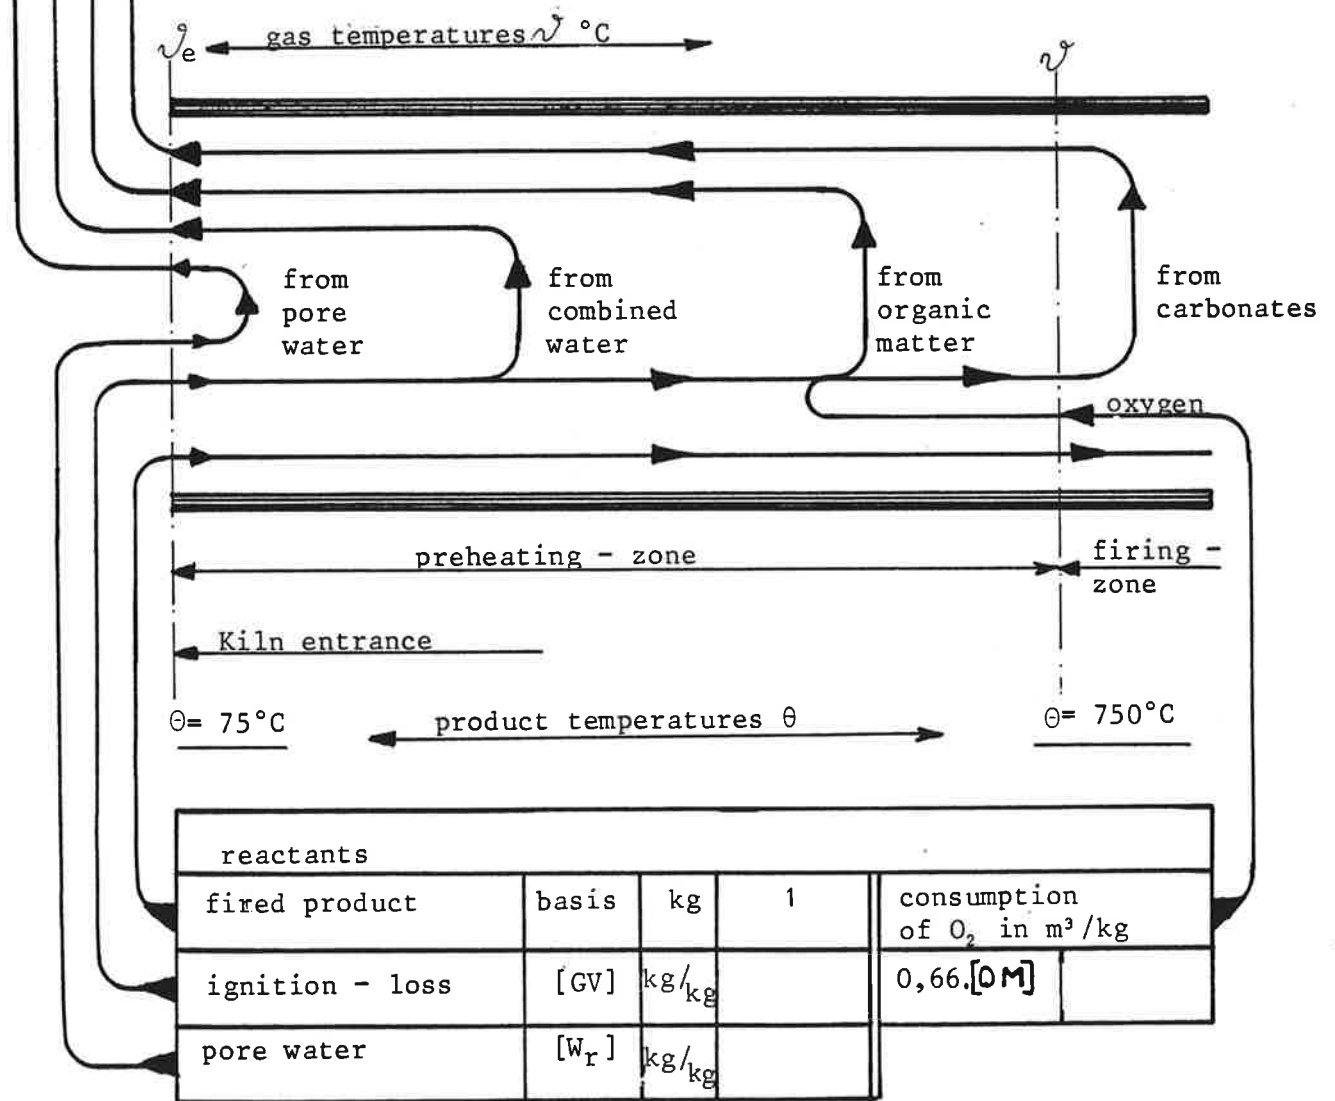 ϑe
gas temperatures ϑ °C
ϑ
from
pore
water
from
combined
water
from
organic
matter
from
carbonates
oxygen
preheating - zone
firing -
zone
Kiln entrance
Θ= 75°C
product temperatures θ
Θ= 750°C
reactants
fired product basis kg 1
consumption
of O₂ in m³/kg
ignition - loss [GV] kg/kg
0,66.[OM]
pore water [Wr] kg/kg